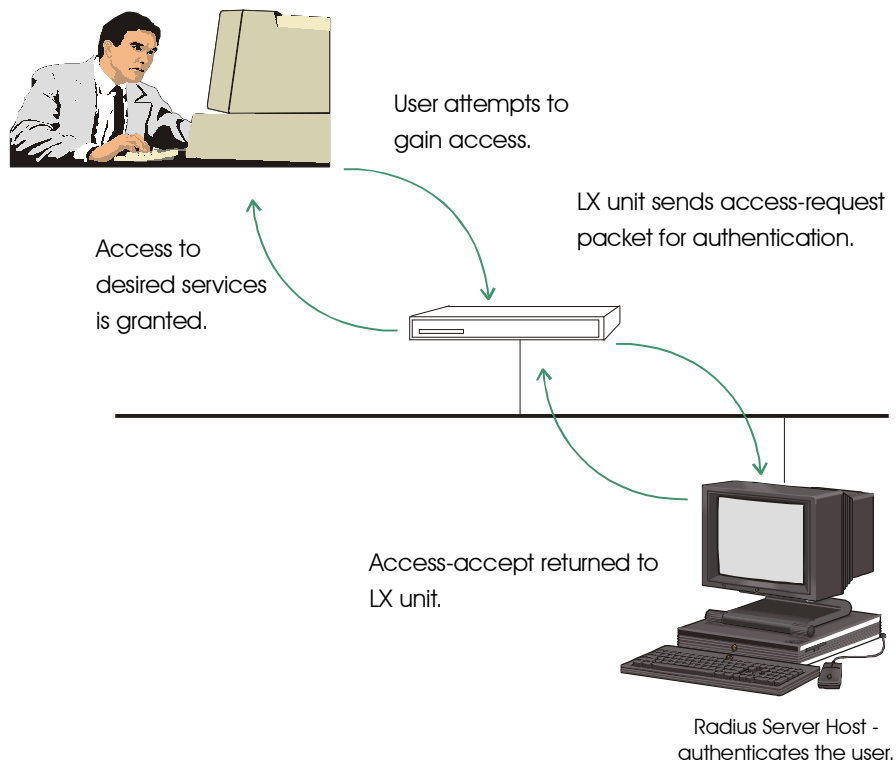 User attempts to
gain access.
LX unit sends access-request
packet for authentication.
Access to
desired services
is granted.
Access-accept returned to
LX unit.
Radius Server Host -
authenticates the user.